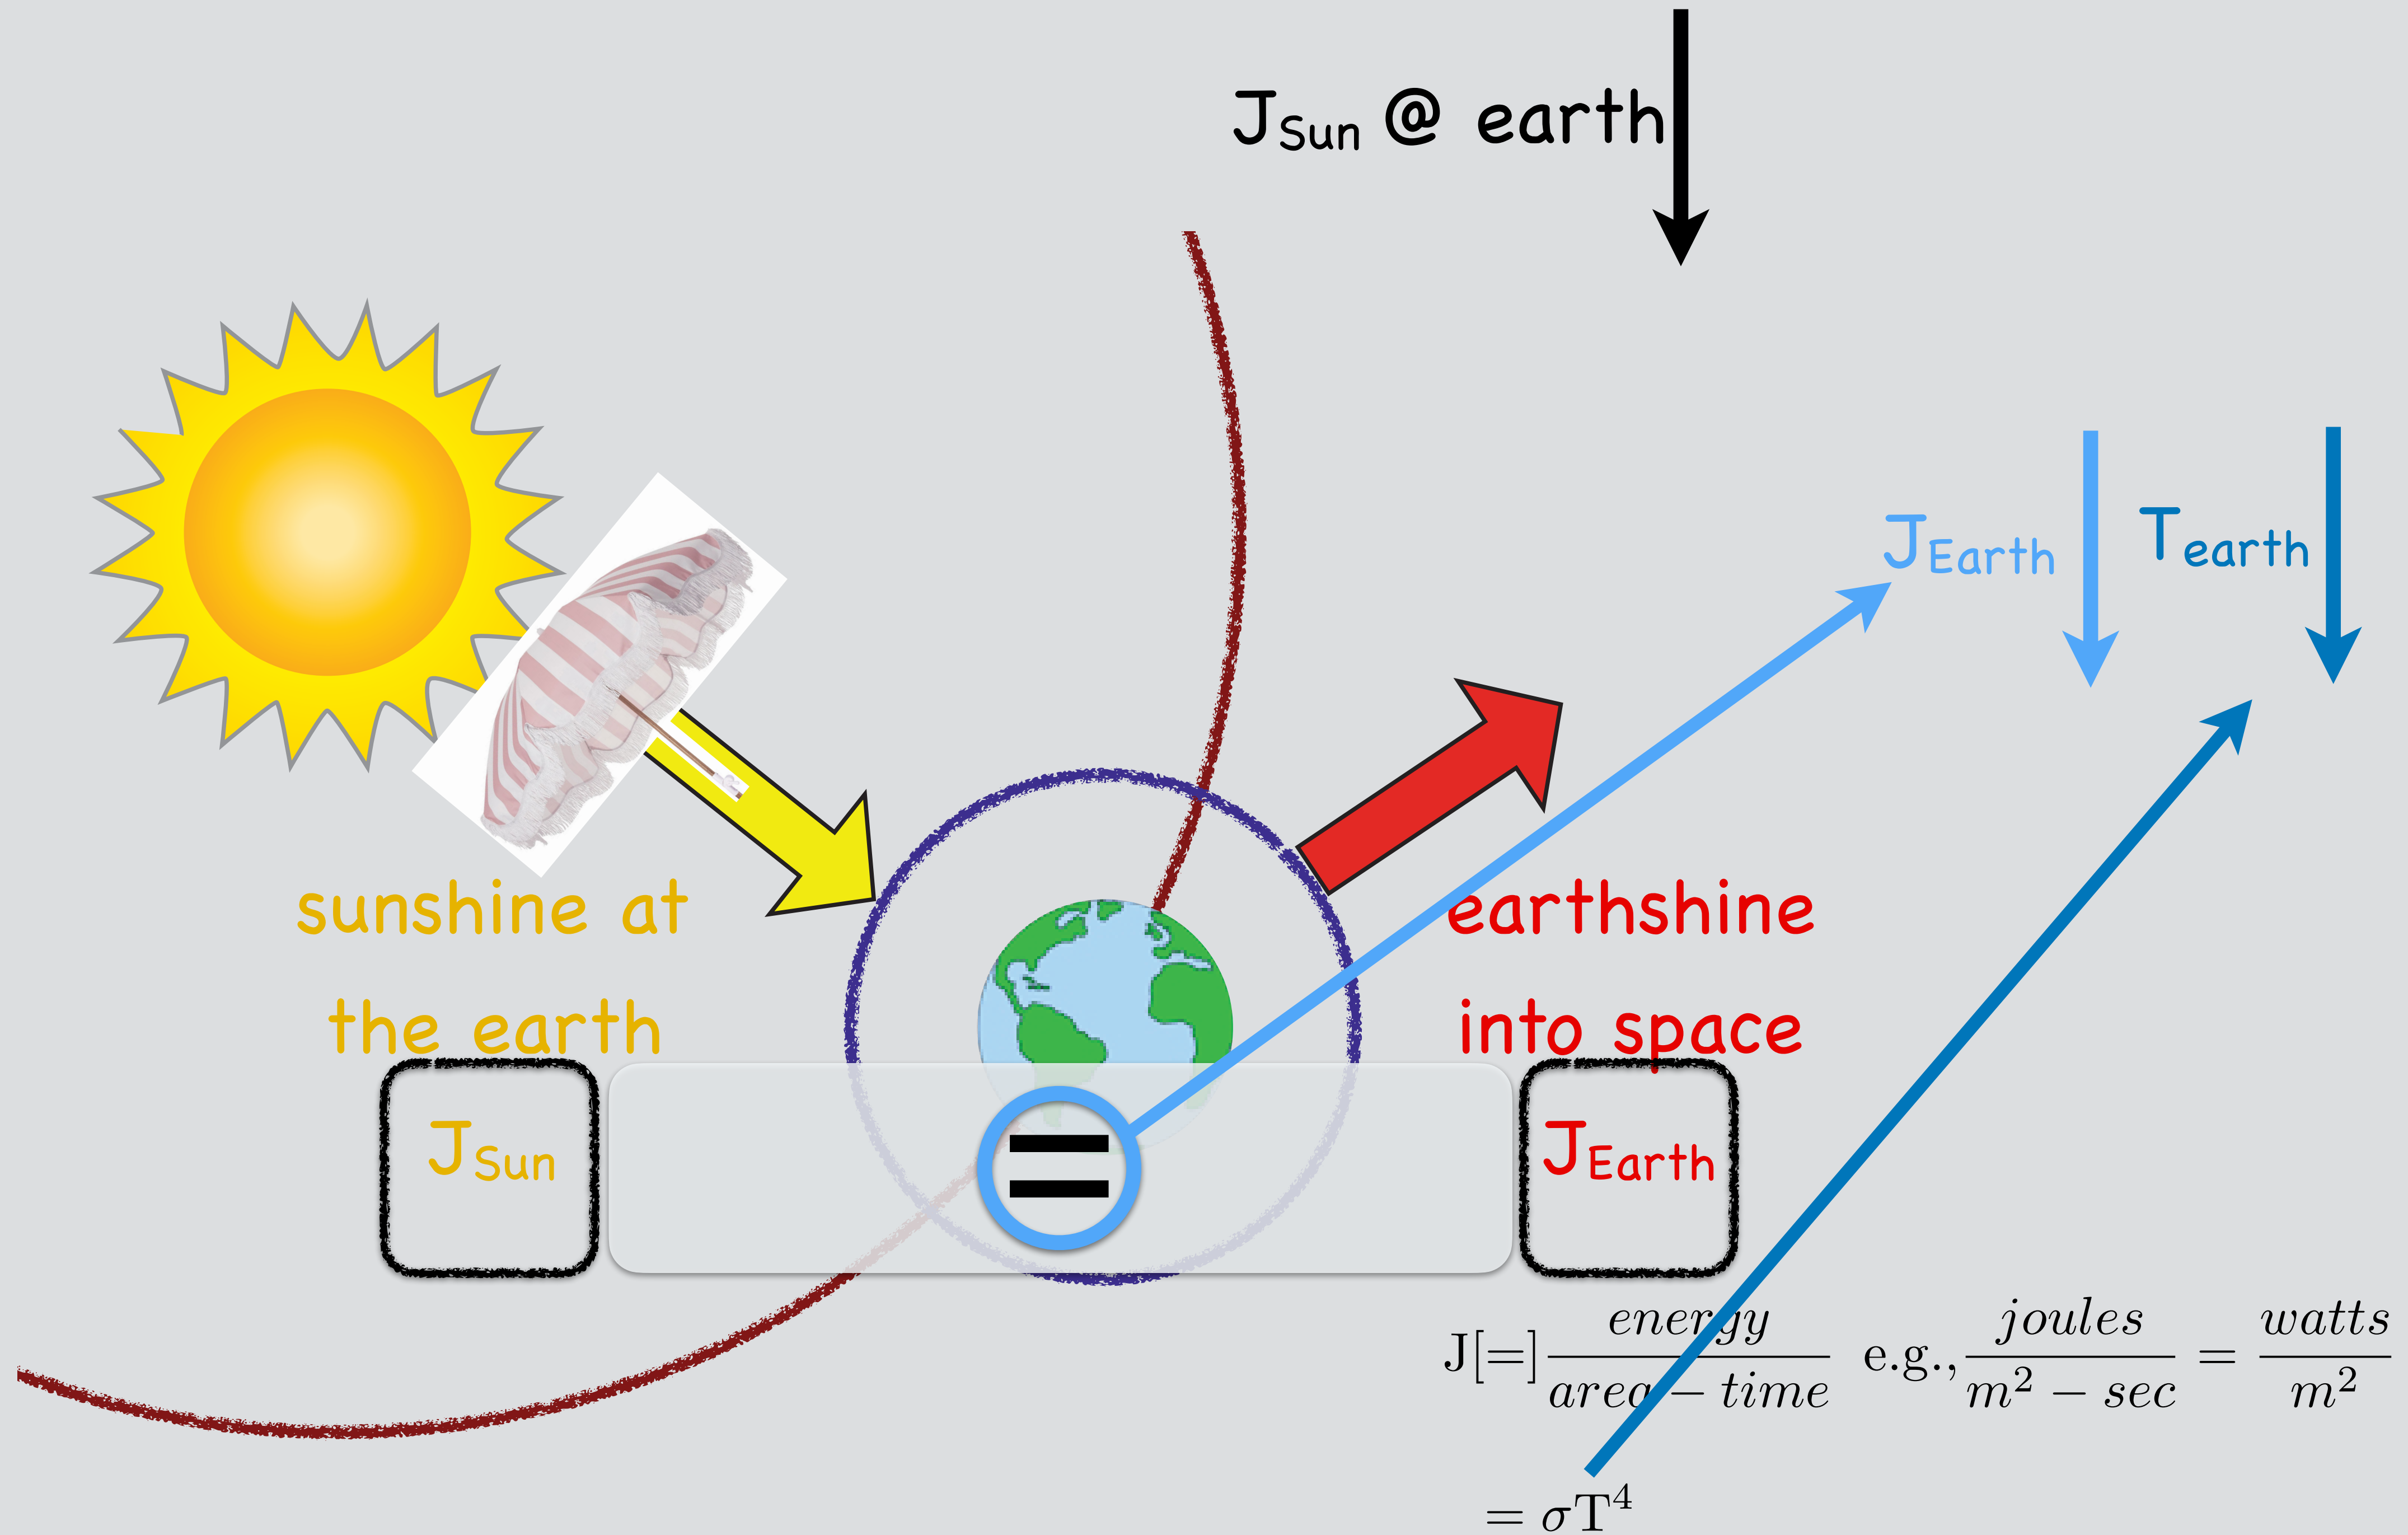 JSun @ earth
JEarth
Tearth
sunshine at
the earth
earthshine
into space
JSun
=
JEarth
J[=] energy / area − time e.g., joules / m² − sec = watts / m²
= σT⁴